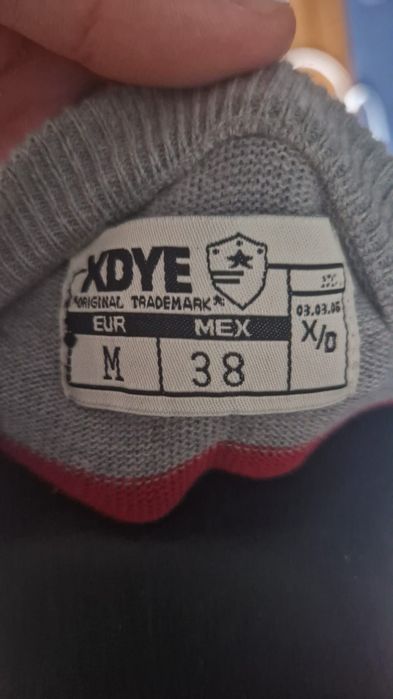 XDYE
ORIGINAL TRADEMARK
EUR MEX
M 38
03.03.06
X/D